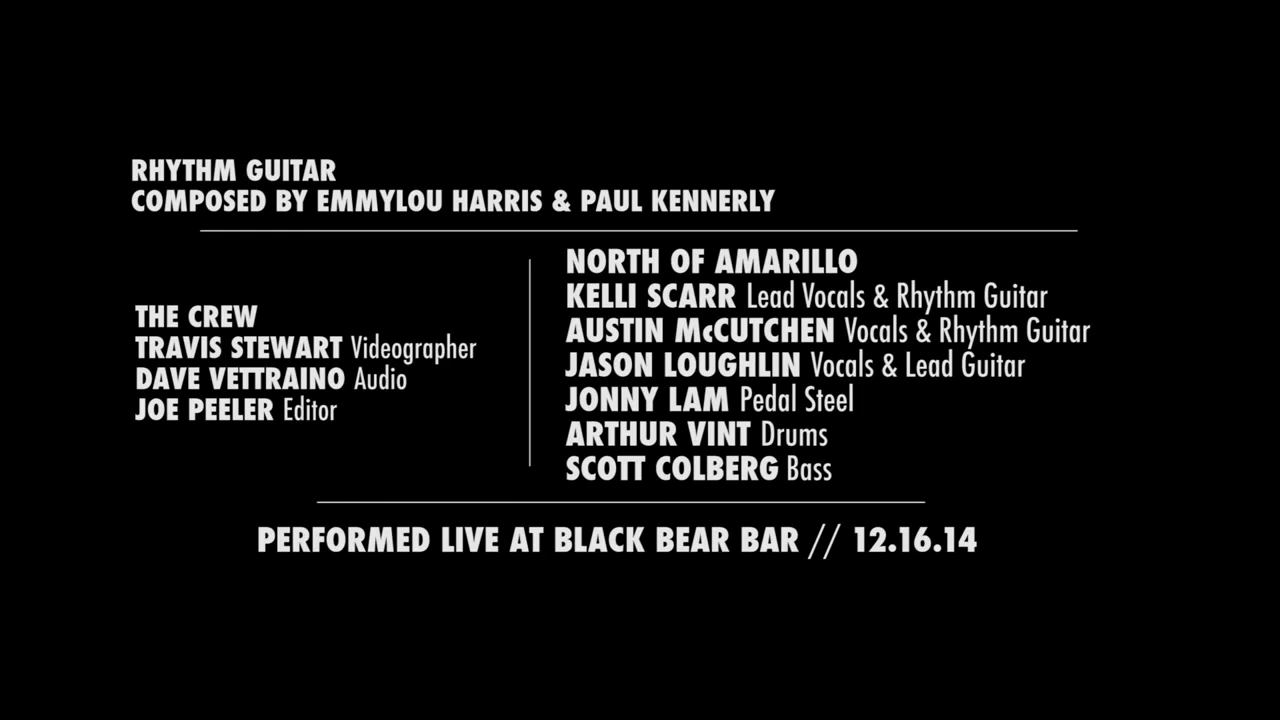 RHYTHM GUITAR
COMPOSED BY EMMYLOU HARRIS & PAUL KENNERLY
THE CREW
TRAVIS STEWART Videographer
DAVE VETTRAINO Audio
JOE PEELER Editor
NORTH OF AMARILLO
KELLI SCARR Lead Vocals & Rhythm Guitar
AUSTIN McCUTCHEN Vocals & Rhythm Guitar
JASON LOUGHLIN Vocals & Lead Guitar
JONNY LAM Pedal Steel
ARTHUR VINT Drums
SCOTT COLBERG Bass
PERFORMED LIVE AT BLACK BEAR BAR // 12.16.14